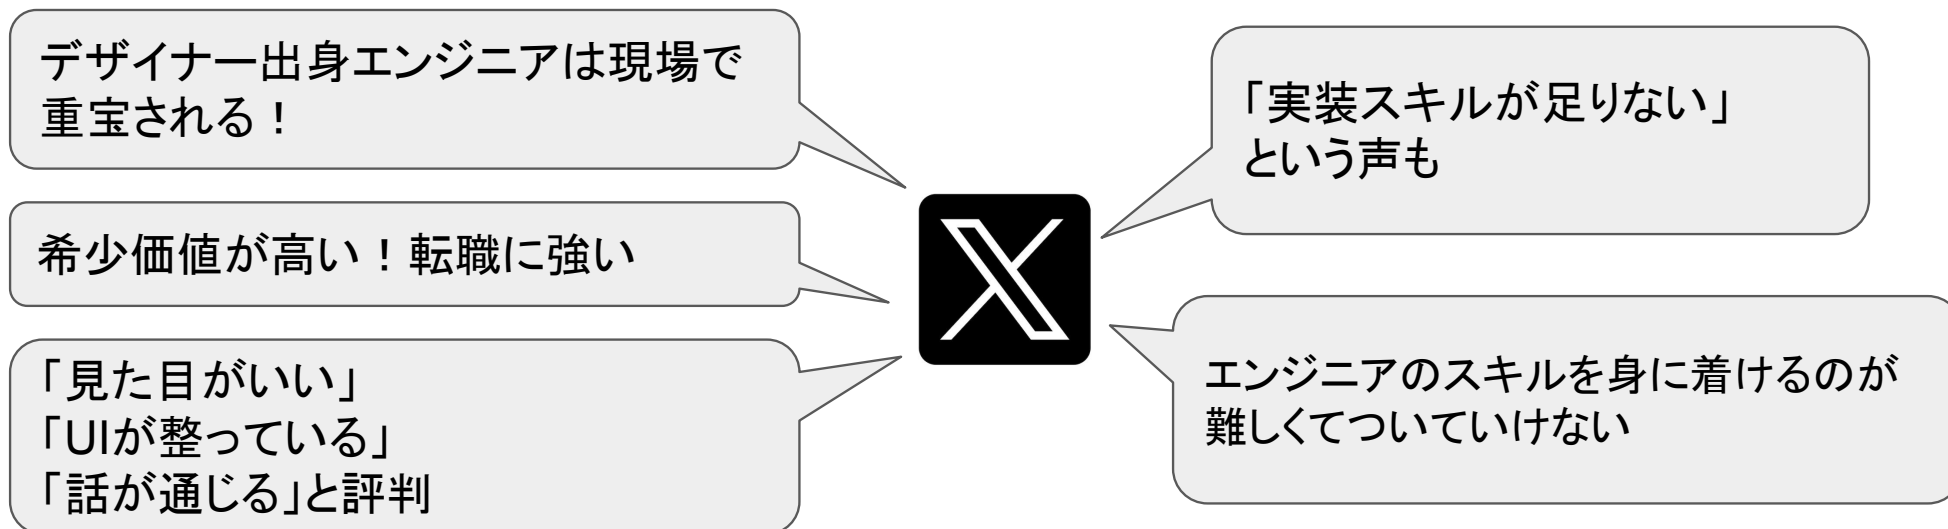 デザイナー出身エンジニアは現場で
重宝される！
希少価値が高い！転職に強い
「見た目がいい」
「UIが整っている」
「話が通じる」と評判
「実装スキルが足りない」
という声も
エンジニアのスキルを身に着けるのが
難しくてついていけない